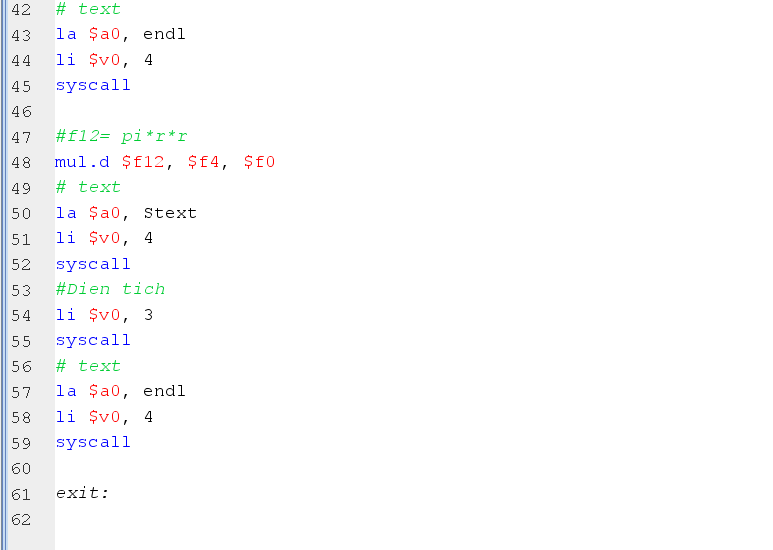 42 # text
43 la $a0, endl
44 li $v0, 4
45 syscall
46
47 #f12= pi*r*r
48 mul.d $f12, $f4, $f0
49 # text
50 la $a0, Stext
51 li $v0, 4
52 syscall
53 #Dien tich
54 li $v0, 3
55 syscall
56 # text
57 la $a0, endl
58 li $v0, 4
59 syscall
60
61 exit:
62